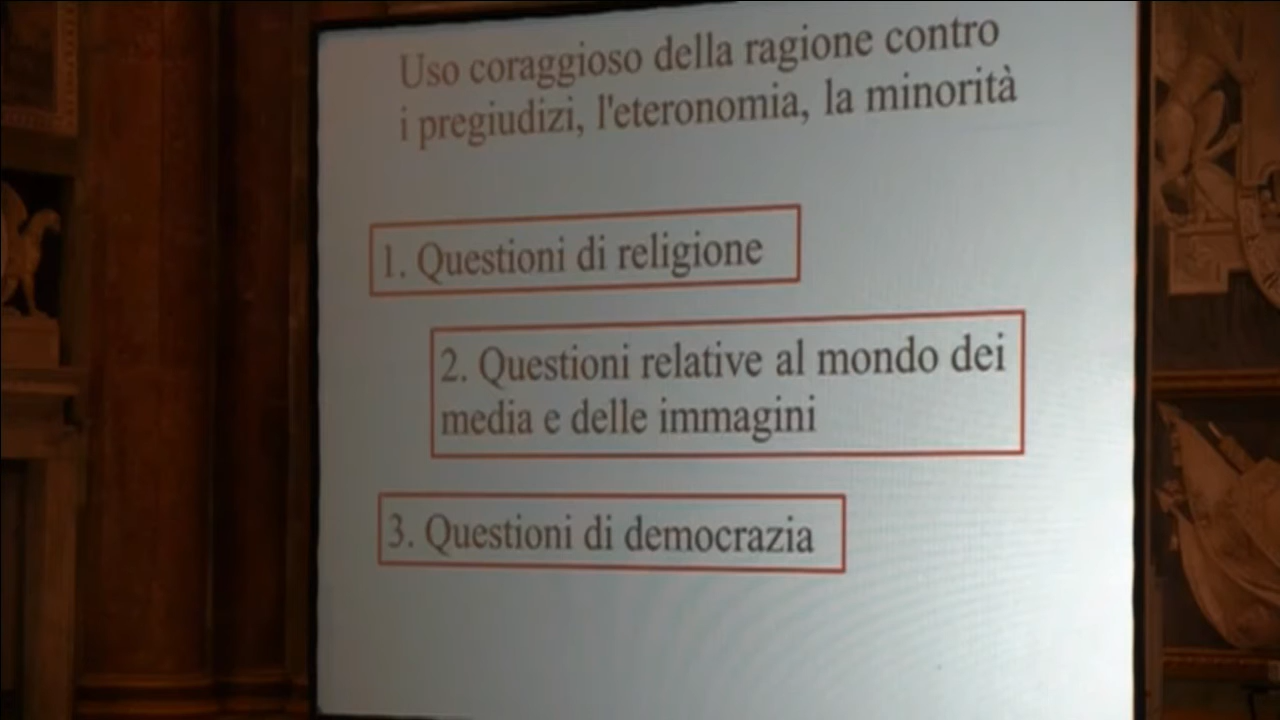 Uso coraggioso della ragione contro
i pregiudizi, l'eteronomia, la minorità
1. Questioni di religione
2. Questioni relative al mondo dei
media e delle immagini
3. Questioni di democrazia